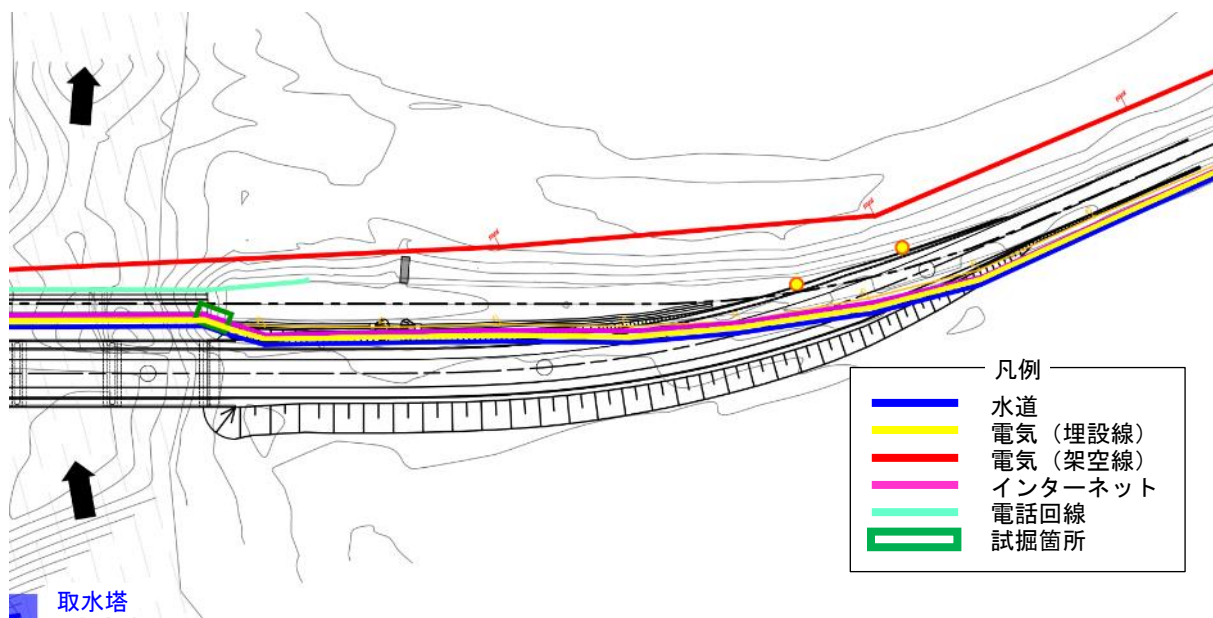 凡例
水道
電気(埋設線)
電気(架空線)
インターネット
電話回線
試掘箇所
取水塔